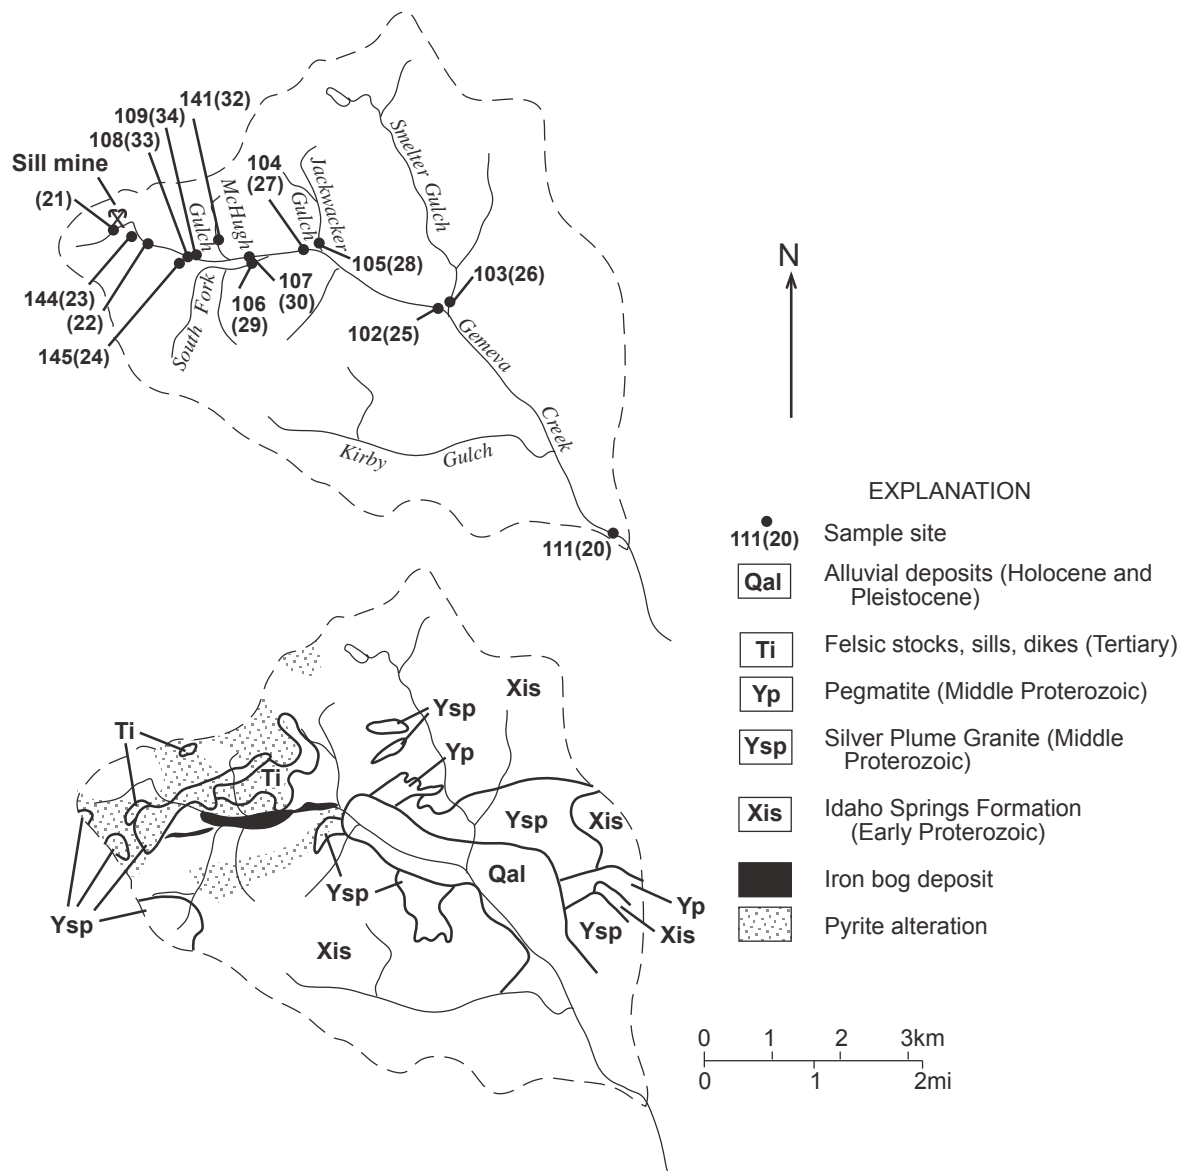 141(32)
109(34)
108(33)
Sill mine
(21)
104
(27)
Jackwacker
Gulch
McHugh
Gulch
Smelter Gulch
N
105(28)
103(26)
107
(30)
106
(29)
144(23)
(22)
145(24)
South Fork
102(25)
Gemeva
Creek
Kirby Gulch
111(20)
EXPLANATION
111(20) Sample site
Qal Alluvial deposits (Holocene and
Pleistocene)
Ti Felsic stocks, sills, dikes (Tertiary)
Yp Pegmatite (Middle Proterozoic)
Ysp Silver Plume Granite (Middle
Proterozoic)
Xis Idaho Springs Formation
(Early Proterozoic)
Iron bog deposit
Pyrite alteration
Xis
Ysp
Ti
Yp
Ti
Ysp
Xis
Qal
Ysp
Yp
Ysp
Ysp
Xis
Xis
0 1 2 3km
0 1 2mi